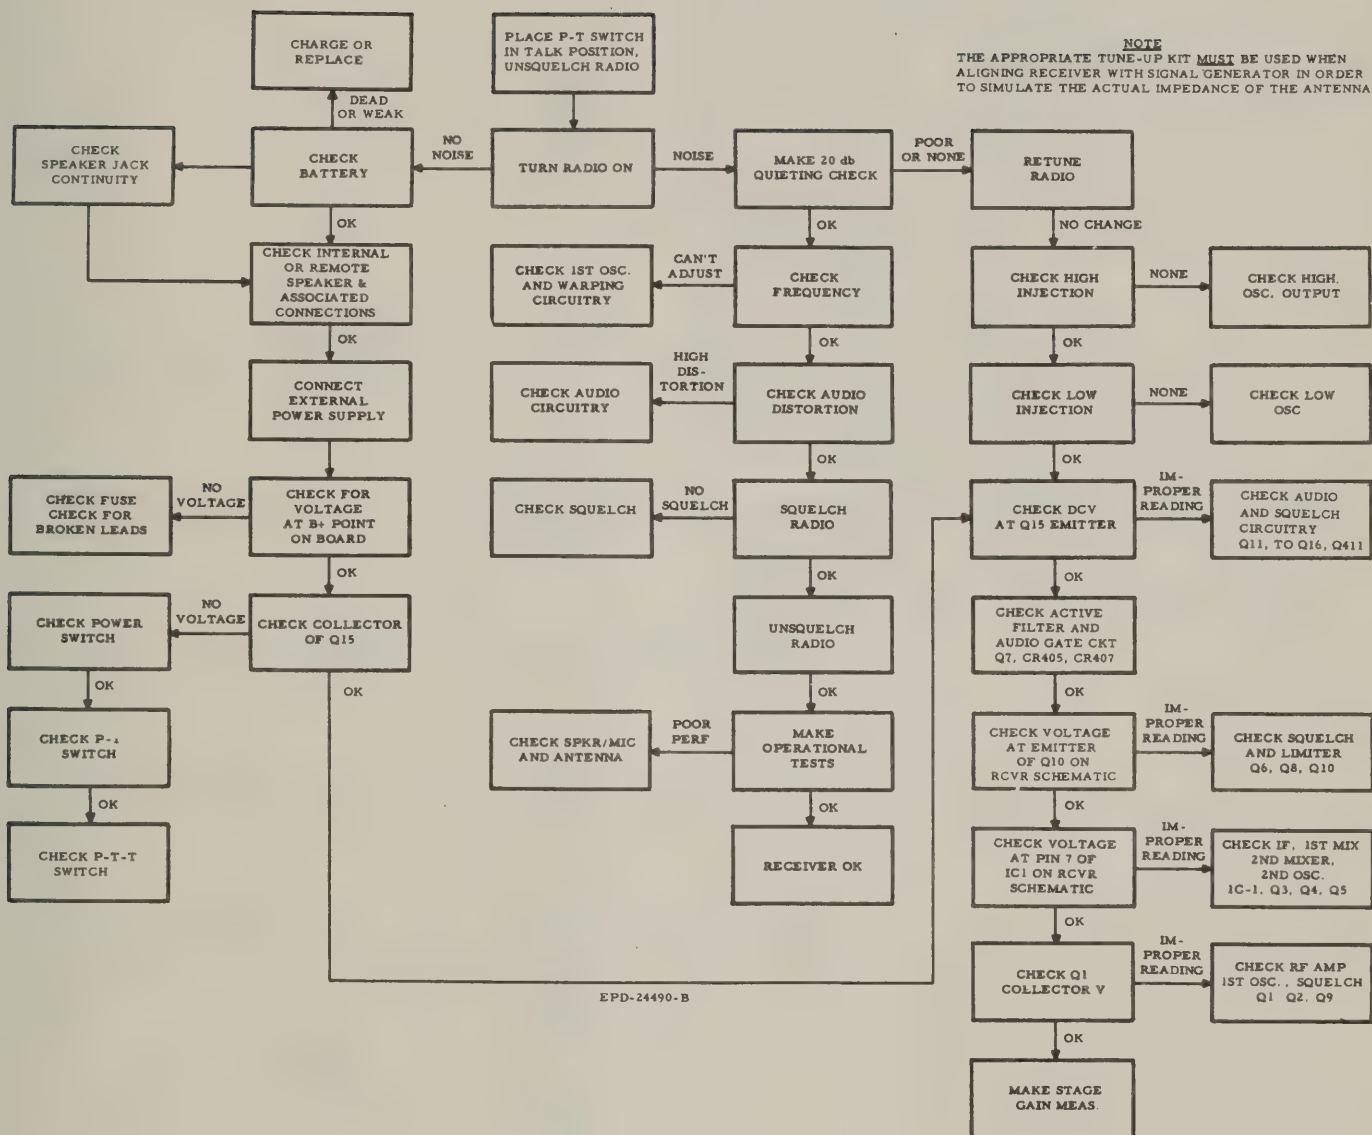 CHARGE OR
REPLACE
PLACE P-T SWITCH
IN TALK POSITION,
UNSQUELCH RADIO
NOTE
THE APPROPRIATE TUNE-UP KIT MUST BE USED WHEN
ALIGNING RECEIVER WITH SIGNAL GENERATOR IN ORDER
TO SIMULATE THE ACTUAL IMPEDANCE OF THE ANTENNA
DEAD
OR WEAK
CHECK
SPEAKER JACK
CONTINUITY
CHECK
BATTERY
NO
NOISE
TURN RADIO ON
NOISE
MAKE 20 db
QUIETING CHECK
POOR
OR NONE
RETUNE
RADIO
OK
OK
NO CHANGE
CHECK INTERNAL
OR REMOTE
SPEAKER &
ASSOCIATED
CONNECTIONS
CHECK 1ST OSC.
AND WARPING
CIRCUITRY
CAN'T
ADJUST
CHECK
FREQUENCY
CHECK HIGH
INJECTION
NONE
CHECK HIGH.
OSC. OUTPUT
OK
OK
OK
CONNECT
EXTERNAL
POWER SUPPLY
CHECK AUDIO
CIRCUITRY
HIGH
DIS-
TORTION
CHECK AUDIO
DISTORTION
CHECK LOW
INJECTION
NONE
CHECK LOW
OSC
OK
OK
CHECK FUSE
CHECK FOR
BROKEN LEADS
NO
VOLTAGE
CHECK FOR
VOLTAGE
AT B+ POINT
ON BOARD
CHECK SQUELCH
NO
SQUELCH
SQUELCH
RADIO
CHECK DCV
AT Q15 EMITTER
IM-
PROPER
READING
CHECK AUDIO
AND SQUELCH
CIRCUITRY
Q11, TO Q16, Q411
OK
OK
OK
CHECK POWER
SWITCH
NO
VOLTAGE
CHECK COLLECTOR
OF Q15
UNSQUELCH
RADIO
CHECK ACTIVE
FILTER AND
AUDIO GATE CKT
Q7, CR405, CR407
OK
OK
OK
OK
CHECK
SWITCH
CHECK SPKR/MIC
AND ANTENNA
POOR
PERF
MAKE
OPERATIONAL
TESTS
CHECK VOLTAGE
AT EMITTER
OF Q10 ON
RCVR SCHEMATIC
IM-
PROPER
READING
CHECK SQUELCH
AND LIMITER
Q6, Q8, Q10
OK
OK
OK
CHECK P-T-T
SWITCH
RECEIVER OK
CHECK VOLTAGE
AT PIN 7 OF
IC1 ON RCVR
SCHEMATIC
IM-
PROPER
READING
CHECK IF, 1ST MIX
2ND MIXER,
2ND OSC.
1C-1, Q3, Q4, Q5
OK
CHECK Q1
COLLECTOR V
IM-
PROPER
READING
CHECK RF AMP
1ST OSC., SQUELCH
Q1 Q2, Q9
EPD-24490-B
OK
MAKE STAGE
GAIN MEAS.